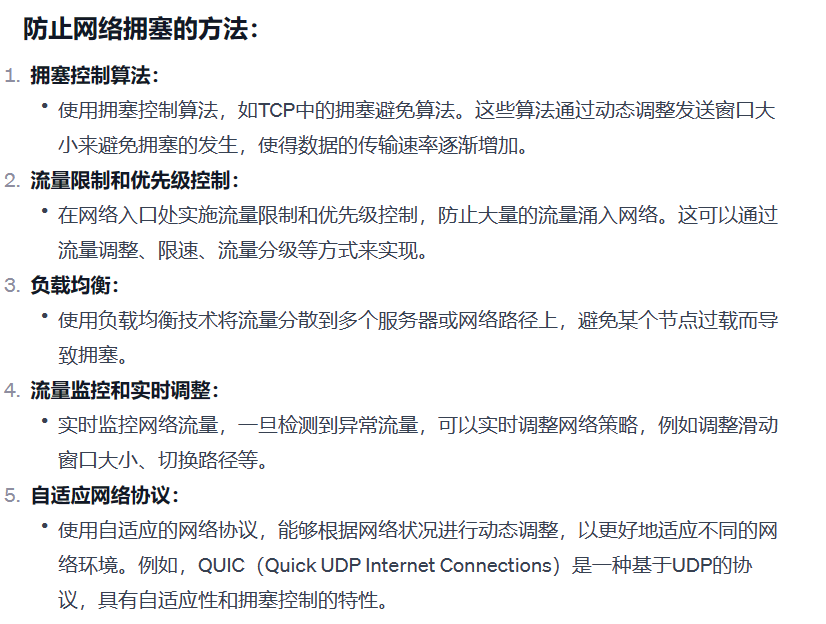 防止网络拥塞的方法：
1. 拥塞控制算法：
• 使用拥塞控制算法，如TCP中的拥塞避免算法。这些算法通过动态调整发送窗口大
小来避免拥塞的发生，使得数据的传输速率逐渐增加。
2. 流量限制和优先级控制：
• 在网络入口处实施流量限制和优先级控制，防止大量的流量涌入网络。这可以通过
流量调整、限速、流量分级等方式来实现。
3. 负载均衡：
• 使用负载均衡技术将流量分散到多个服务器或网络路径上，避免某个节点过载而导
致拥塞。
4. 流量监控和实时调整：
• 实时监控网络流量，一旦检测到异常流量，可以实时调整网络策略，例如调整滑动
窗口大小、切换路径等。
5. 自适应网络协议：
• 使用自适应的网络协议，能够根据网络状况进行动态调整，以更好地适应不同的网
络环境。例如，QUIC（Quick UDP Internet Connections）是一种基于UDP的协
议，具有自适应性和拥塞控制的特性。